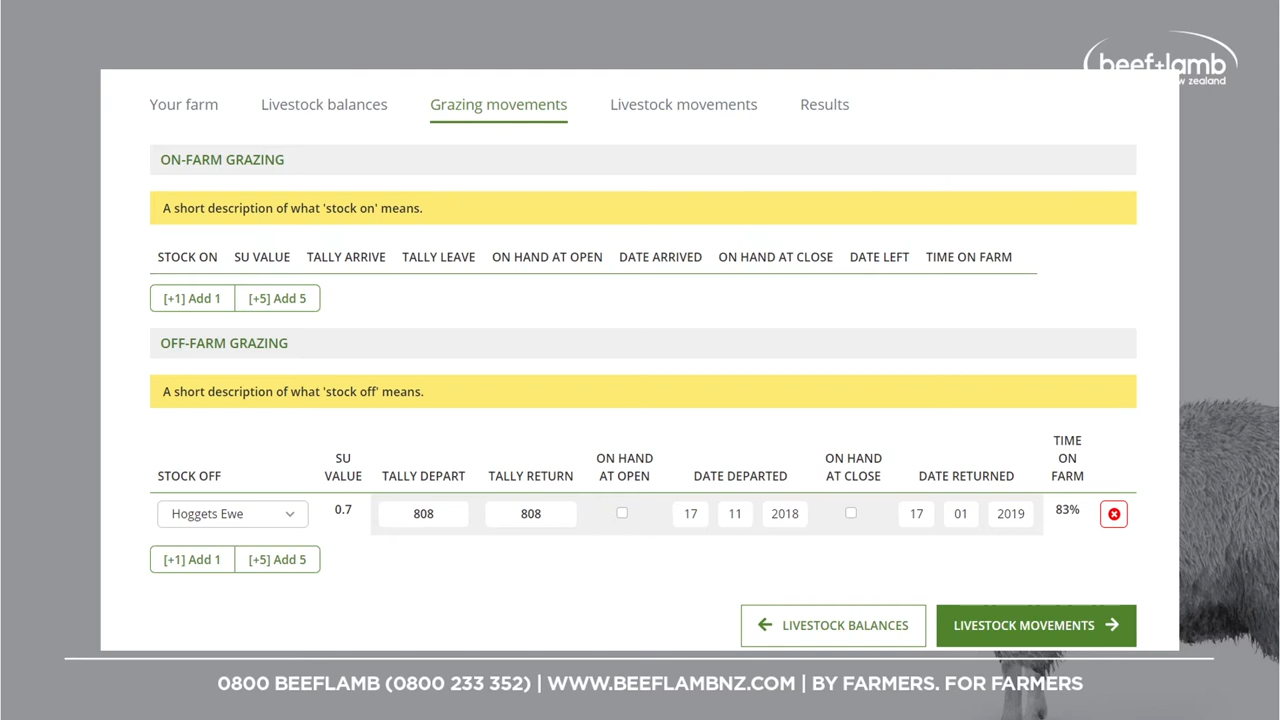 beef+lamb
w zealand
Your farm Livestock balances Grazing movements Livestock movements Results
ON-FARM GRAZING
A short description of what 'stock on' means.
STOCK ON SU VALUE TALLY ARRIVE TALLY LEAVE ON HAND AT OPEN DATE ARRIVED ON HAND AT CLOSE DATE LEFT TIME ON FARM
[+1] Add 1 [+5] Add 5
OFF-FARM GRAZING
A short description of what 'stock off' means.
STOCK OFF SU VALUE TALLY DEPART TALLY RETURN ON HAND AT OPEN DATE DEPARTED ON HAND AT CLOSE DATE RETURNED TIME ON FARM
Hoggets Ewe 0.7 808 808 17 11 2018 17 01 2019 83%
[+1] Add 1 [+5] Add 5
LIVESTOCK BALANCES LIVESTOCK MOVEMENTS
0800 BEEFLAMB (0800 233 352) | WWW.BEEFLAMBNZ.COM | BY FARMERS. FOR FARMERS